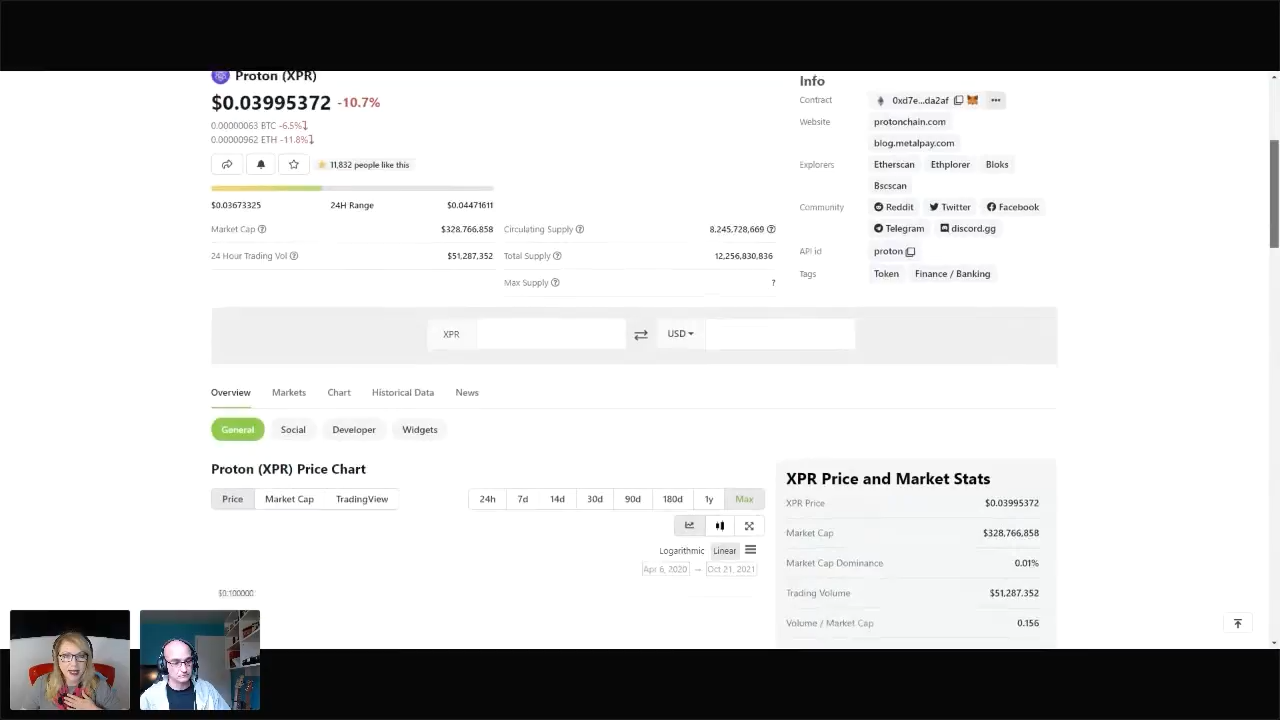 Proton (XPR)
$0.03995372 -10.7%
0.00000063 BTC -6.5%
0.00000962 ETH -11.8%
11,832 people like this
$0.03673325 24H Range $0.04471611
Market Cap $328,766,858
24 Hour Trading Vol $51,287,352
Circulating Supply 8,245,728,669
Total Supply 12,256,830,836
Max Supply ?
Info
Contract 0xd7e...da2af
Website protonchain.com
blog.metalpay.com
Explorers Etherscan Ethplorer Bloks
Bscscan
Community Reddit Twitter Facebook
Telegram discord.gg
API id proton
Tags Token Finance / Banking
XPR USD
Overview Markets Chart Historical Data News
General Social Developer Widgets
Proton (XPR) Price Chart
Price Market Cap TradingView
24h 7d 14d 30d 90d 180d 1y Max
Logarithmic Linear
Apr 6, 2020 → Oct 21, 2021
$0.100000
XPR Price and Market Stats
XPR Price $0.03995372
Market Cap $328,766,858
Market Cap Dominance 0.01%
Trading Volume $51,287,352
Volume / Market Cap 0.156